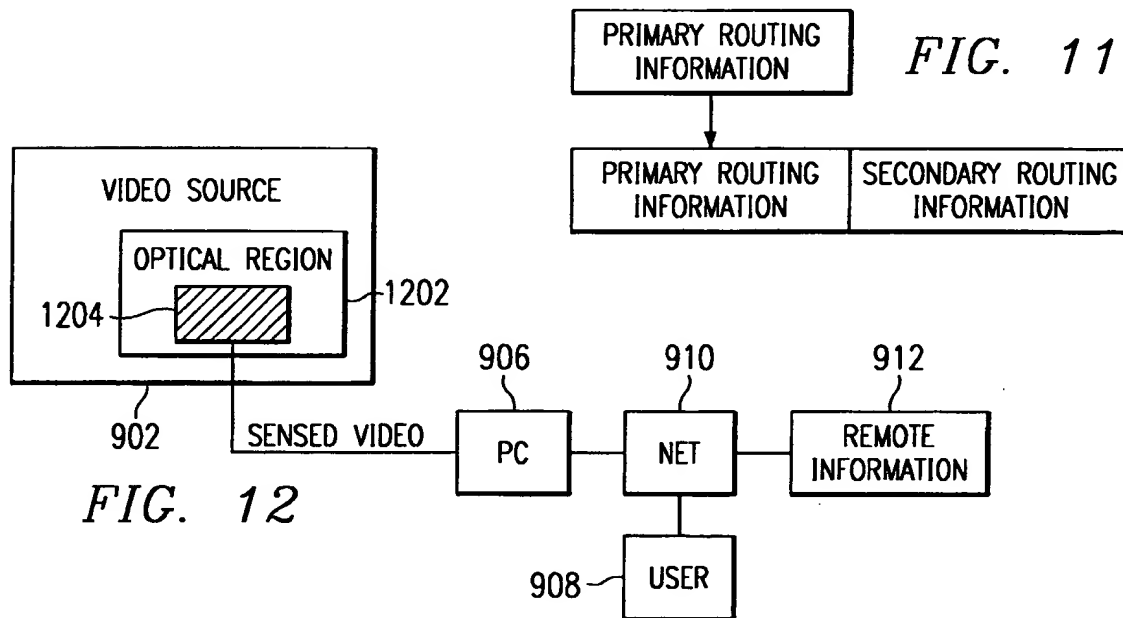 PRIMARY ROUTING
INFORMATION
FIG. 11
PRIMARY ROUTING
INFORMATION
SECONDARY ROUTING
INFORMATION
VIDEO SOURCE
OPTICAL REGION
1204
1202
902
SENSED VIDEO
906
PC
910
NET
912
REMOTE
INFORMATION
908
USER
FIG. 12